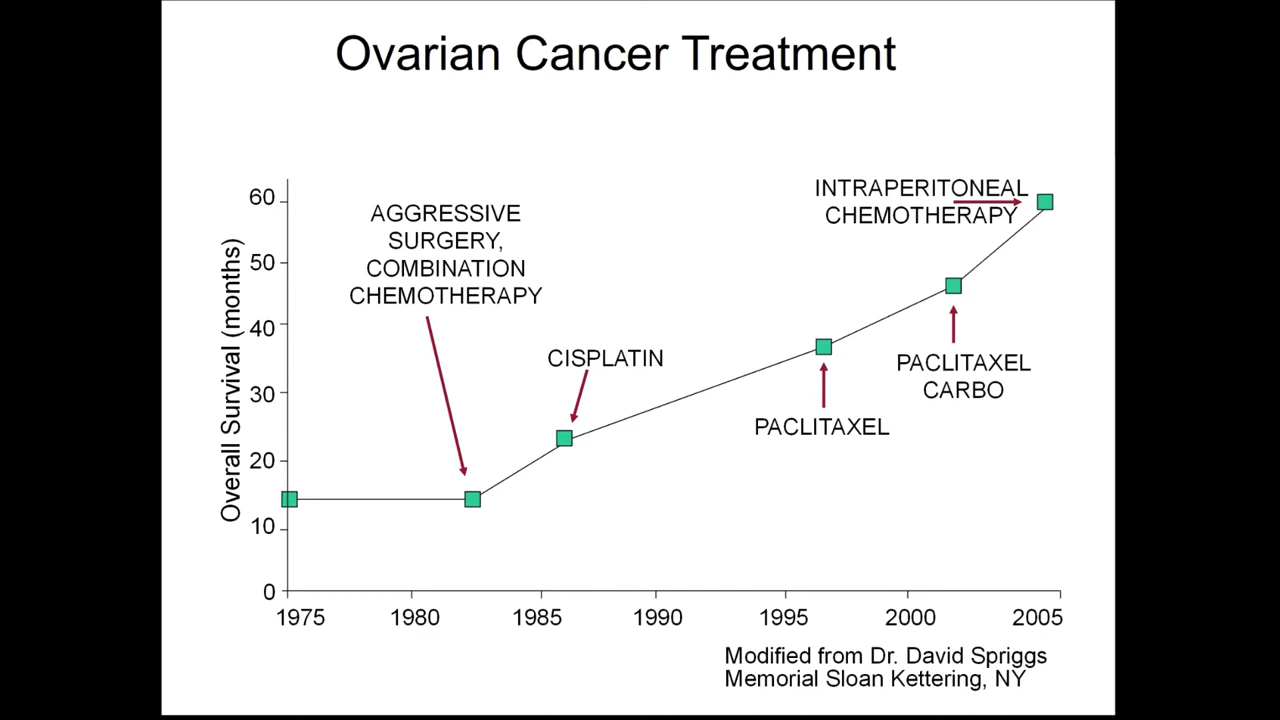 Ovarian Cancer Treatment
60
50
40
30
20
10
0
Overall Survival (months)
AGGRESSIVE
SURGERY,
COMBINATION
CHEMOTHERAPY
CISPLATIN
PACLITAXEL
PACLITAXEL
CARBO
INTRAPERITONEAL
CHEMOTHERAPY
1975 1980 1985 1990 1995 2000 2005
Modified from Dr. David Spriggs
Memorial Sloan Kettering, NY